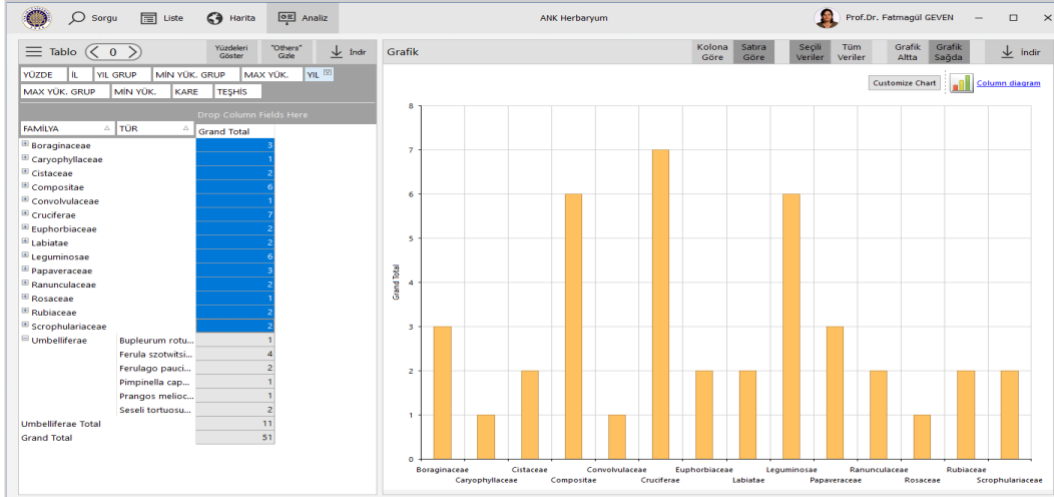 Sorgu Liste Harita Analiz ANK Herbaryum Prof.Dr. Fatmagül GEVEN
Tablo 0 Yüzdeleri Göster "Others" Gizle İndir
YÜZDE İL YIL GRUP MİN YÜK. GRUP MAX YÜK. YIL
MAX YÜK. GRUP MİN YÜK. KARE TEŞHİS
Drop Column Fields Here
FAMİLYA TÜR Grand Total
Boraginaceae 3
Caryophyllaceae 1
Cistaceae 2
Compositae 6
Convolvulaceae 1
Cruciferae 7
Euphorbiaceae 2
Labiatae 2
Leguminosae 6
Papaveraceae 3
Ranunculaceae 2
Rosaceae 1
Rubiaceae 2
Scrophulariaceae 2
Umbelliferae Bupleurum rotu... 1
Ferula szotwitsi... 4
Ferulago pauci... 2
Pimpinella cap... 1
Prangos melioc... 1
Seseli tortuosu... 2
Umbelliferae Total 11
Grand Total 51
Grafik Kolona Göre Satıra Göre Seçili Veriler Tüm Veriler Grafik Altta Grafik Sağda İndir
Customize Chart Column diagram
8
7
6
5
4
3
2
1
0
Grand Total
Boraginaceae Cistaceae Convolvulaceae Euphorbiaceae Leguminosae Ranunculaceae Rubiaceae
Caryophyllaceae Compositae Cruciferae Labiatae Papaveraceae Rosaceae Scrophulariaceae